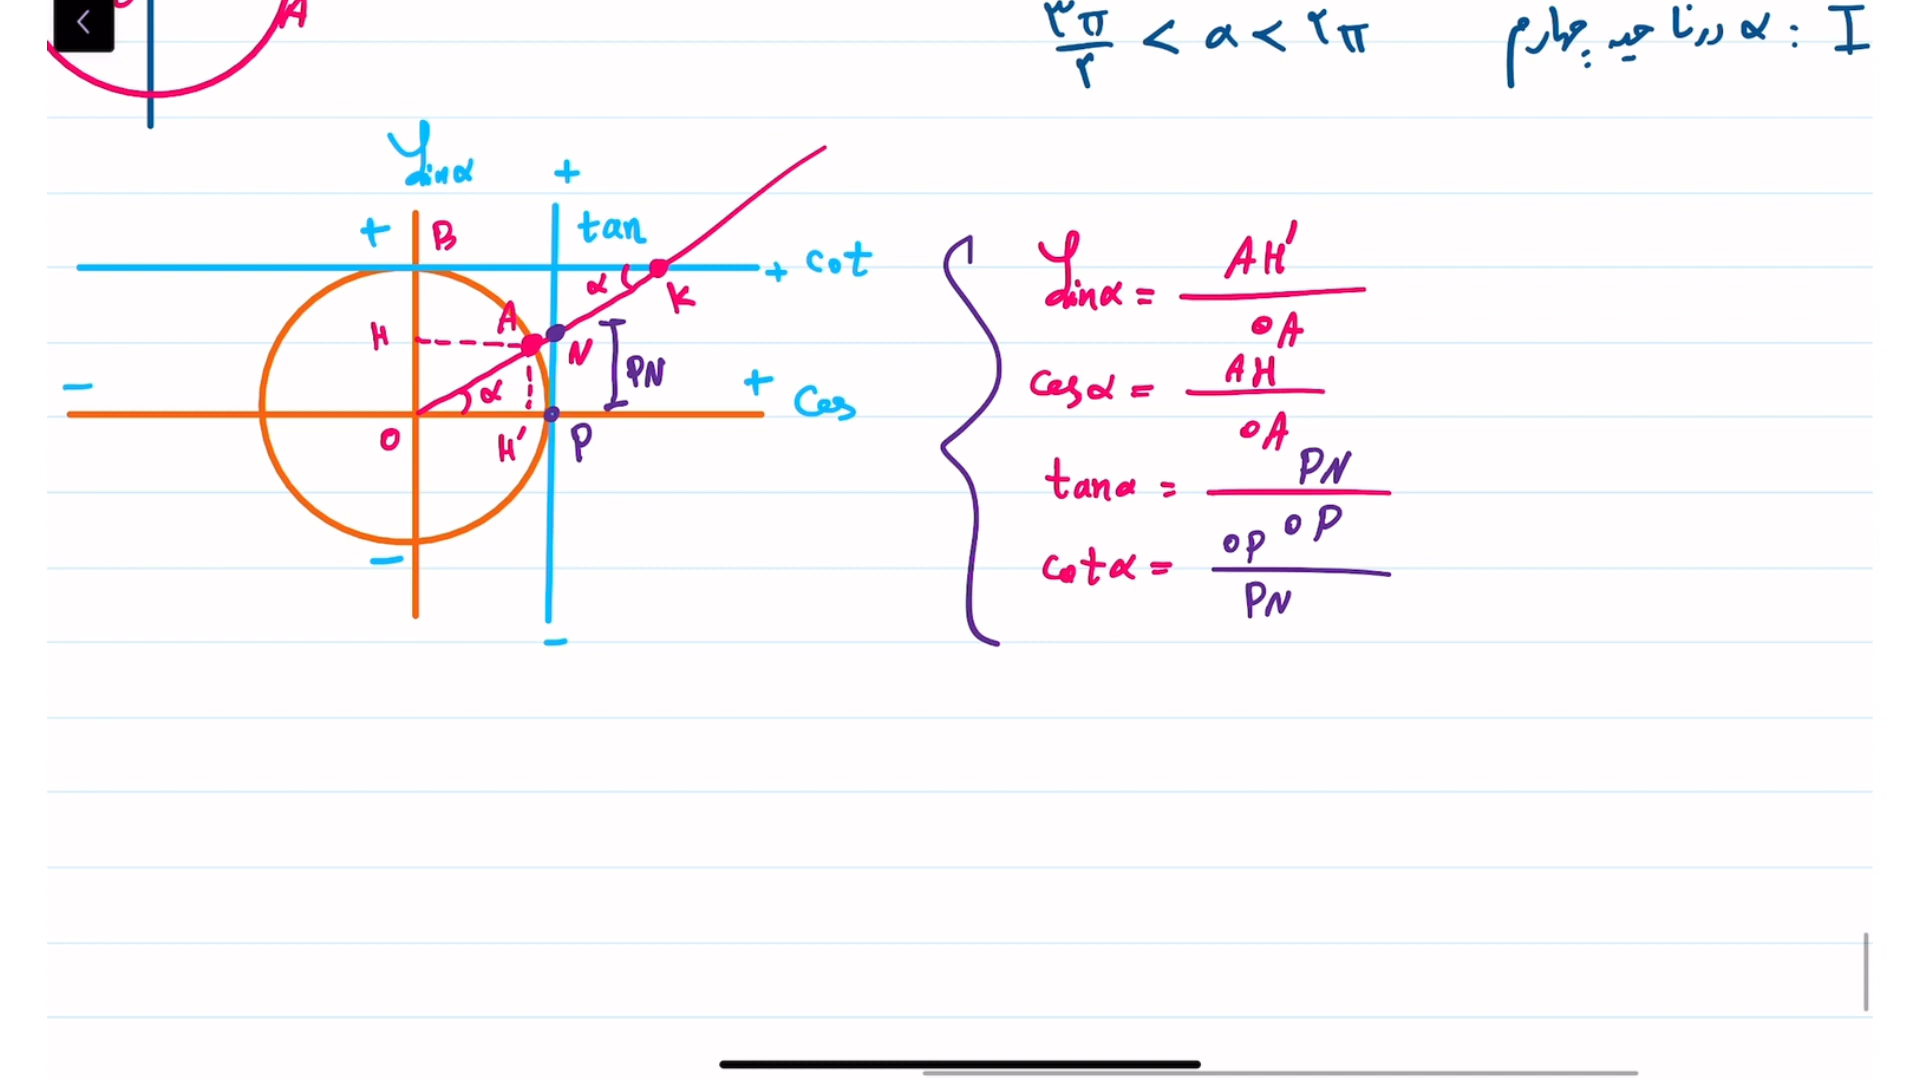 A
۳π/۲ < α < ۲π
I : α در ناحیه چهارم
y
sinα
+
+ B tan
+ cot
α K
A
H N
PN
α
- + Cos
O H' P
-
-
y
sinα = AH'/OA
cosα = AH/OA
tanα = PN/OP
cotα = OP/PN